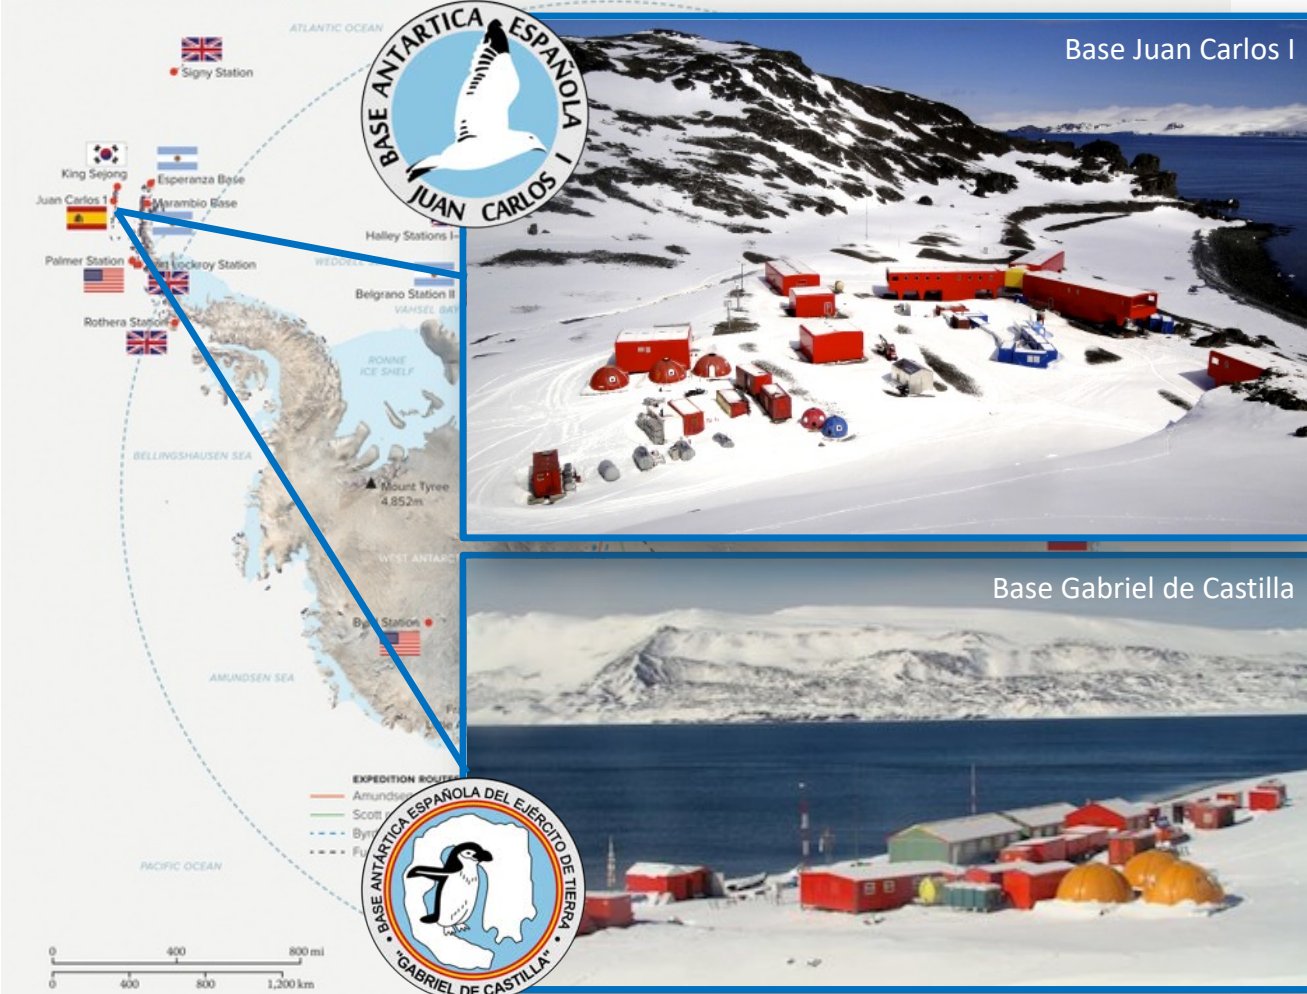 ATLANTIC OCEAN
Signy Station
King Sejong
Esperanza Base
Juan Carlos 1
Marambio Base
Halley Stations I–
Palmer Station
ockroy Station
WEDDELL
Belgrano Station II
VAHSEL BAY
Rothera Station
RONNE
ICE SHELF
BELLINGSHAUSEN SEA
Mount Tyree
4.852m
WEST ANTARC
Byrd Station
AMUNDSEN SEA
EXPEDITION ROUTES
Amundsen
Scott
Byr
Fu
PACIFIC OCEAN
0 400 800 mi
0 400 800 1,200 km
BASE ANTARTICA ESPAÑOLA
JUAN CARLOS I
Base Juan Carlos I
Base Gabriel de Castilla
BASE ANTÁRTICA ESPAÑOLA DEL EJÉRCITO DE TIERRA
"GABRIEL DE CASTILLA"